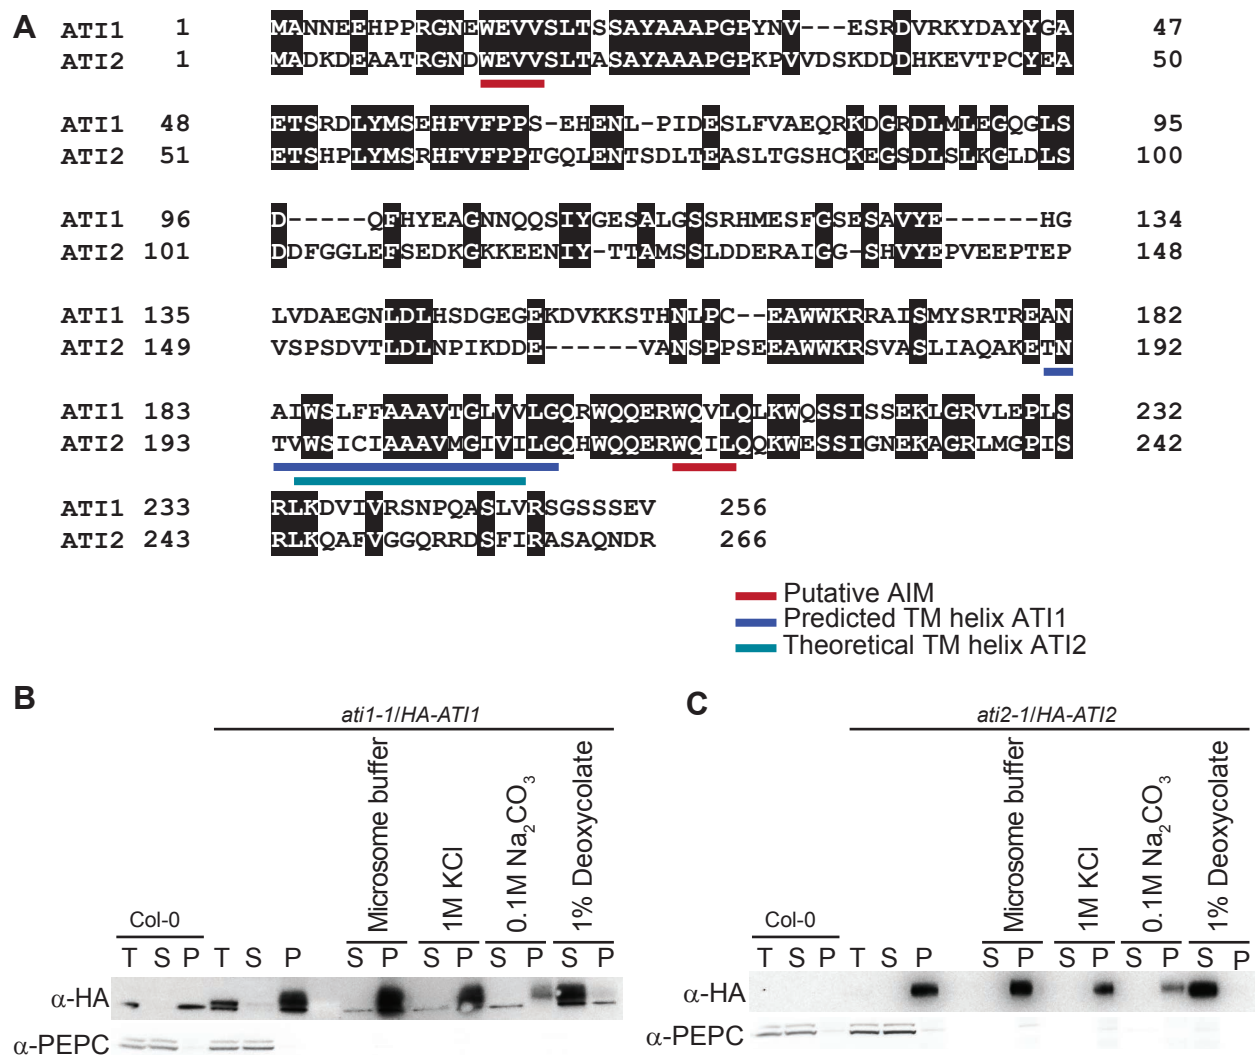 A
ATI1 1 MANNEEHPPRGNEWEVVSLTSSAYAAAPGPYNV---ESRDVRKYDAYYGA 47
ATI2 1 MADKDEAATRGNDWEVVSLTASAYAAAPGPKPVVDSKDDDHKEVTPCYEA 50
ATI1 48 ETSRDLYMSEHFVFPPS-EHENL-PIDESLFVAEQRKDGRDLMLEGQGLS 95
ATI2 51 ETSHPLYMSRHFVFPPTGQLENTSDLTEASLTGSHCKEGSDLSLKGLDLS 100
ATI1 96 D-----QFHYEAGNNQQSIYGESALGSSRHMESFGSESAVYE------HG 134
ATI2 101 DDFGGLEFSEDKGKKEENIY-TTAMSSLDDERAIGG-SHVYEPVEEPTEP 148
ATI1 135 LVDAEGNLDLHSDGEGEKDVKKSTHNLPC--EAWWKRRAISMYSRTREAN 182
ATI2 149 VSPSDVTLDLNPIKDDE------VANSPPSEEAWWKRSVASLIAQAKETN 192
ATI1 183 AIWSLFFAAAVTGLVVLGQRWQQERWQVLQLKWQSSISSEKLGRVLEPLS 232
ATI2 193 TVWSICIAAAVMGIVILGQHWQQERWQILQQKWESSIGNEKAGRLMGPIS 242
ATI1 233 RLKDVIVRSNPQASLVRSGSSSEV 256
ATI2 243 RLKQAFVGGQRRDSFIRASAQNDR 266
Putative AIM
Predicted TM helix ATI1
Theoretical TM helix ATI2
B
ati1-1/HA-ATI1
Microsome buffer
1M KCl
0.1M Na2CO3
1% Deoxycolate
Col-0
T S P T S P S P S P S P S P
α-HA
α-PEPC
C
ati2-1/HA-ATI2
Microsome buffer
1M KCl
0.1M Na2CO3
1% Deoxycolate
Col-0
T S P T S P S P S P S P S P
α-HA
α-PEPC